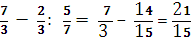 7/3 − 2/3 : 5/7 = 7/3 − 14/15 = 21/15